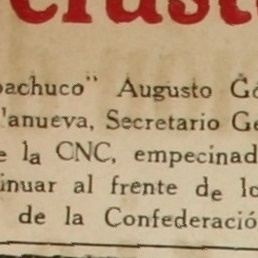 pachuco" Augusto Gó
l'anueva, Secretario Ge
e la CNC, empecinad
inuar al frente de lo
de la Confederació